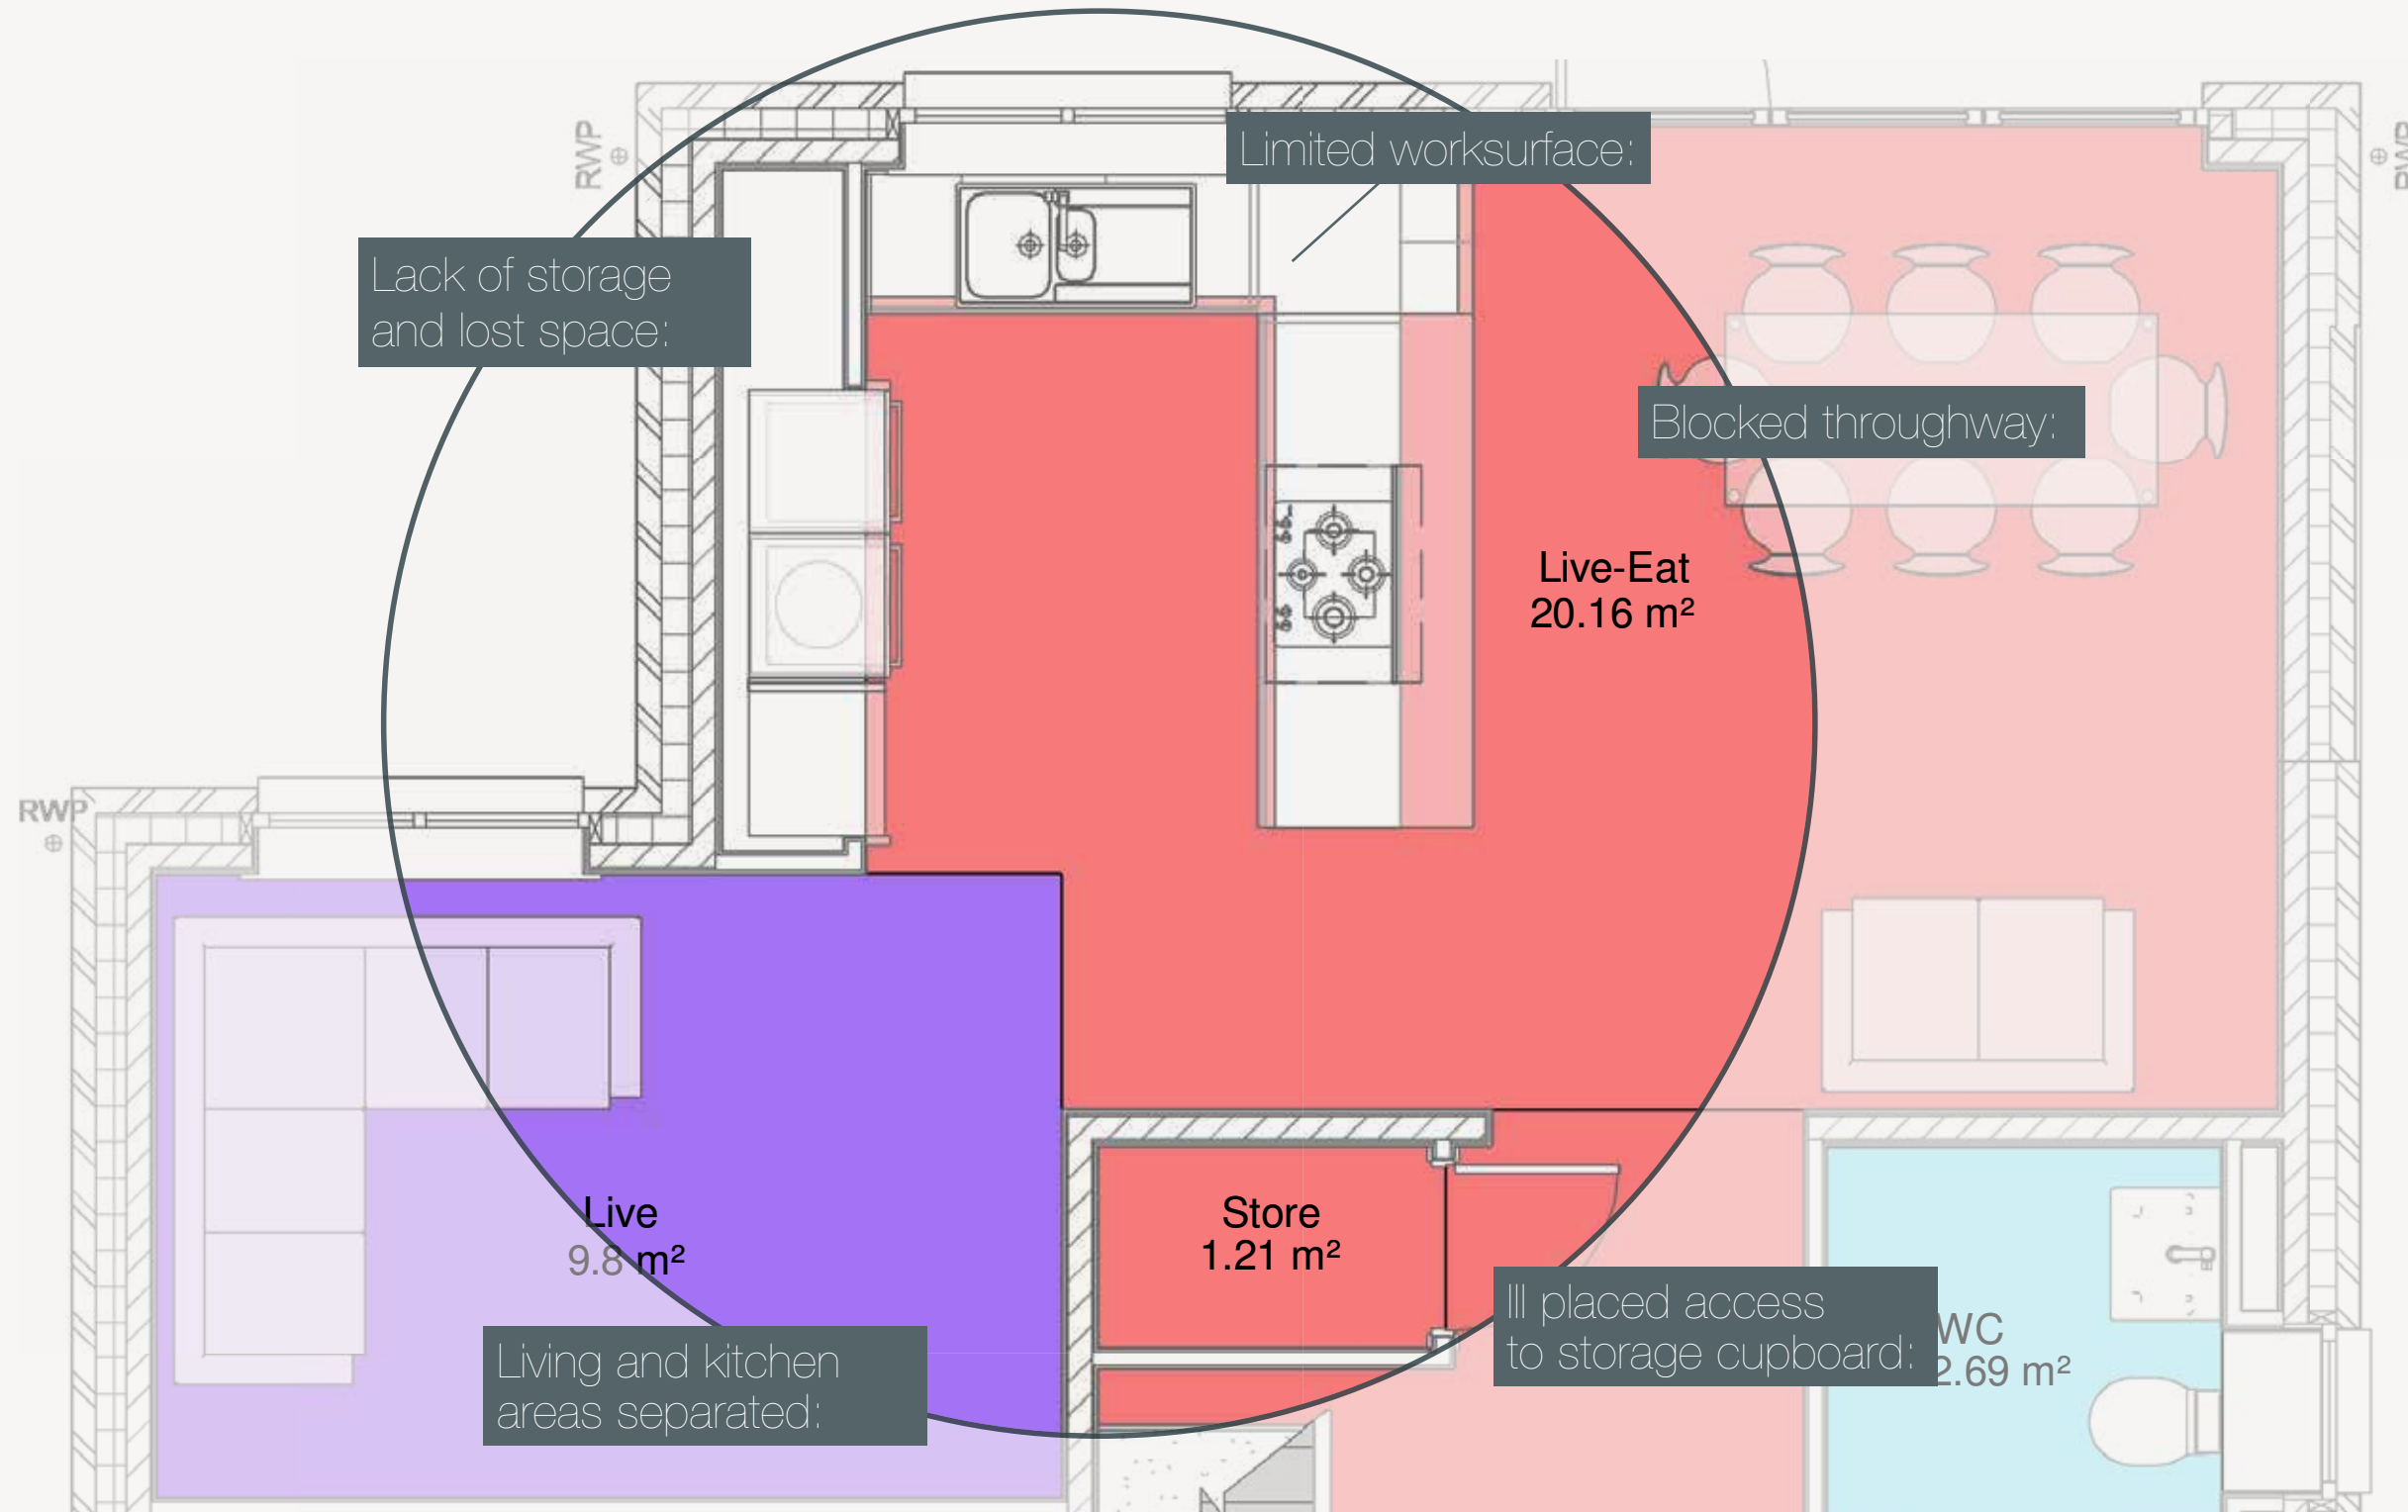 RWP
Limited worksurface:
RWP
Lack of storage
and lost space:
Blocked throughway:
Live-Eat
20.16 m²
RWP
Live
9.8 m²
Store
1.21 m²
Ill placed access
to storage cupboard:
WC
2.69 m²
Living and kitchen
areas separated: